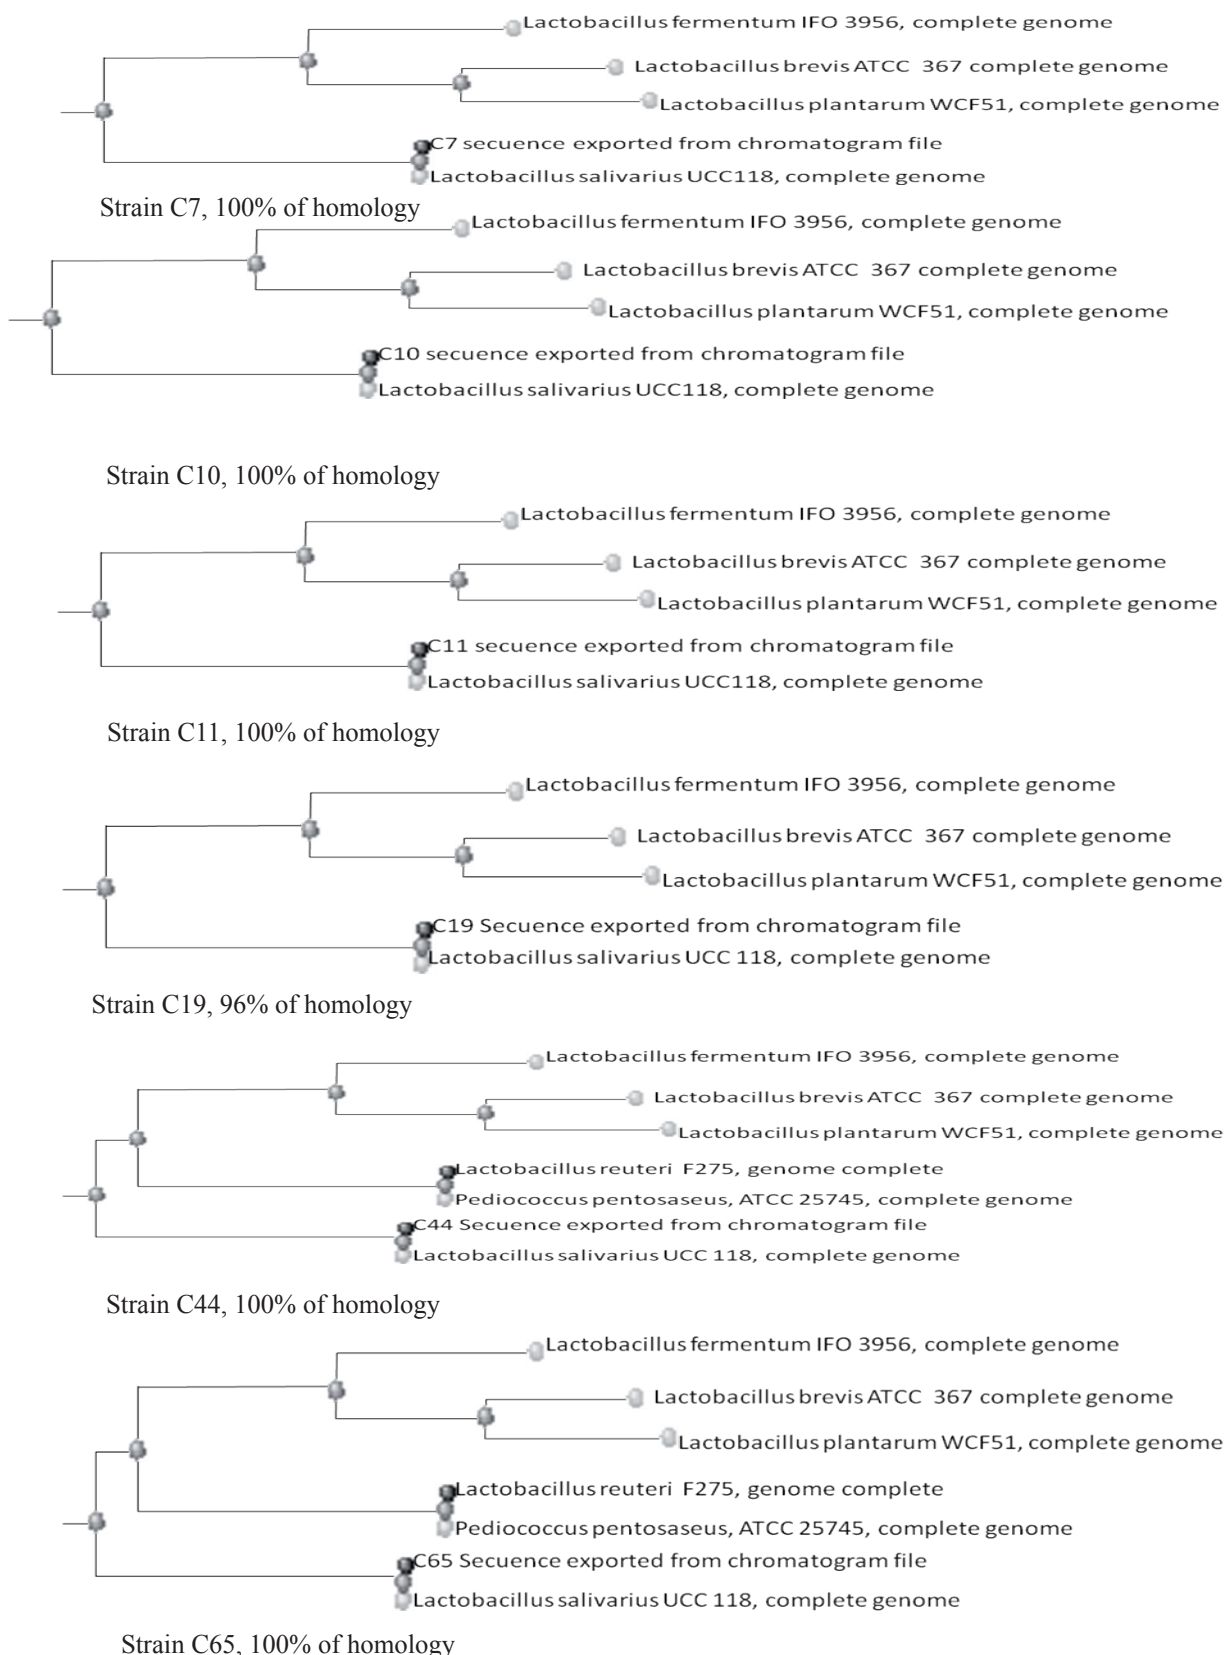 Lactobacillus fermentum IFO 3956, complete genome
Lactobacillus brevis ATCC 367 complete genome
Lactobacillus plantarum WCF51, complete genome
C7 secuence exported from chromatogram file
Lactobacillus salivarius UCC118, complete genome
Strain C7, 100% of homology
Lactobacillus fermentum IFO 3956, complete genome
Lactobacillus brevis ATCC 367 complete genome
Lactobacillus plantarum WCF51, complete genome
C10 secuence exported from chromatogram file
Lactobacillus salivarius UCC118, complete genome
Strain C10, 100% of homology
Lactobacillus fermentum IFO 3956, complete genome
Lactobacillus brevis ATCC 367 complete genome
Lactobacillus plantarum WCF51, complete genome
C11 secuence exported from chromatogram file
Lactobacillus salivarius UCC118, complete genome
Strain C11, 100% of homology
Lactobacillus fermentum IFO 3956, complete genome
Lactobacillus brevis ATCC 367 complete genome
Lactobacillus plantarum WCF51, complete genome
C19 Secuence exported from chromatogram file
Lactobacillus salivarius UCC 118, complete genome
Strain C19, 96% of homology
Lactobacillus fermentum IFO 3956, complete genome
Lactobacillus brevis ATCC 367 complete genome
Lactobacillus plantarum WCF51, complete genome
Lactobacillus reuteri F275, genome complete
Pediococcus pentosaseus, ATCC 25745, complete genome
C44 Secuence exported from chromatogram file
Lactobacillus salivarius UCC 118, complete genome
Strain C44, 100% of homology
Lactobacillus fermentum IFO 3956, complete genome
Lactobacillus brevis ATCC 367 complete genome
Lactobacillus plantarum WCF51, complete genome
Lactobacillus reuteri F275, genome complete
Pediococcus pentosaseus, ATCC 25745, complete genome
C65 Secuence exported from chromatogram file
Lactobacillus salivarius UCC 118, complete genome
Strain C65, 100% of homology